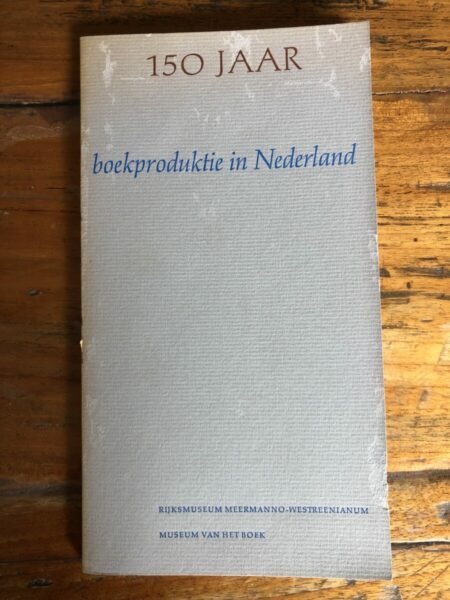 150 JAAR
boekproduktie in Nederland
RIJKSMUSEUM MEERMANNO-WESTREENIANUM
MUSEUM VAN HET BOEK